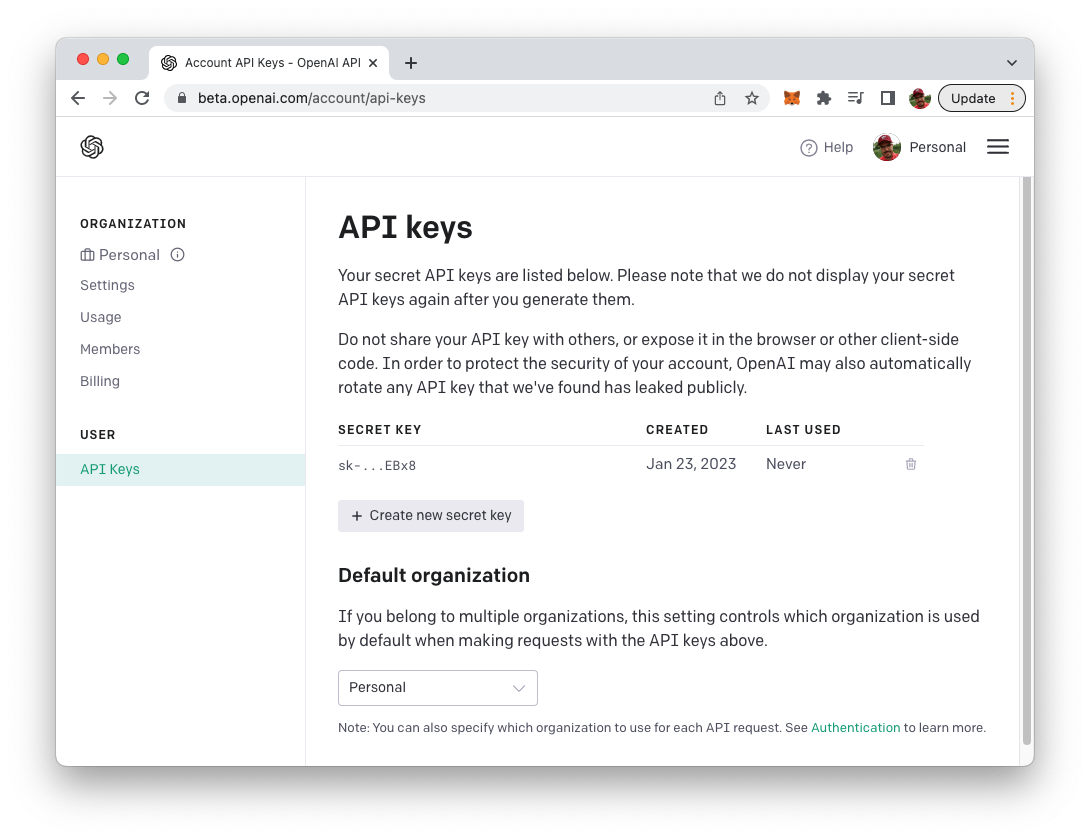 Account API Keys - OpenAI API
beta.openai.com/account/api-keys
Update
Help
Personal
ORGANIZATION
Personal
Settings
Usage
Members
Billing
USER
API Keys
API keys
Your secret API keys are listed below. Please note that we do not display your secret
API keys again after you generate them.
Do not share your API key with others, or expose it in the browser or other client-side
code. In order to protect the security of your account, OpenAI may also automatically
rotate any API key that we've found has leaked publicly.
SECRET KEY CREATED LAST USED
sk-...EBx8 Jan 23, 2023 Never
+ Create new secret key
Default organization
If you belong to multiple organizations, this setting controls which organization is used
by default when making requests with the API keys above.
Personal
Note: You can also specify which organization to use for each API request. See Authentication to learn more.